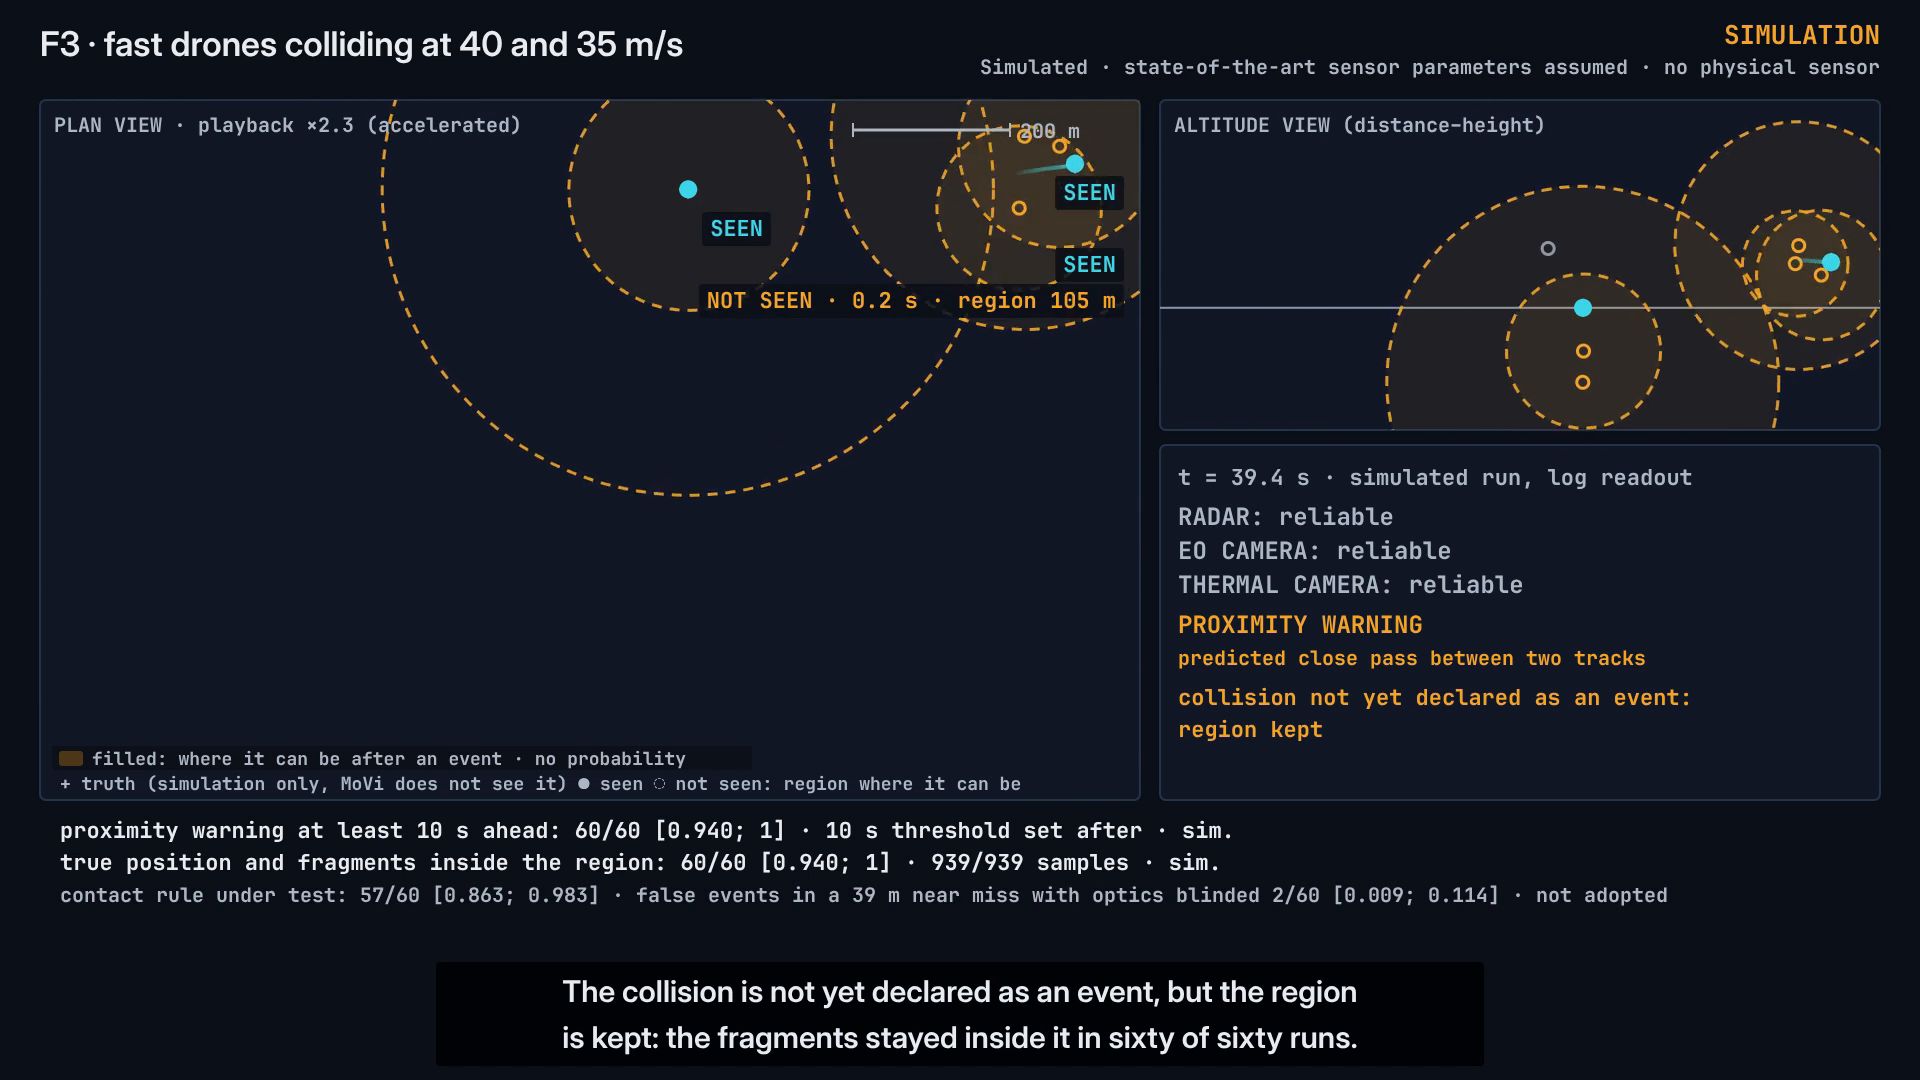 F3 · fast drones colliding at 40 and 35 m/s
SIMULATION
Simulated · state-of-the-art sensor parameters assumed · no physical sensor
PLAN VIEW · playback ×2.3 (accelerated)
200 m
SEEN
SEEN
SEEN
NOT SEEN · 0.2 s · region 105 m
filled: where it can be after an event · no probability
+ truth (simulation only, MoVi does not see it) ● seen ◌ not seen: region where it can be
ALTITUDE VIEW (distance-height)
t = 39.4 s · simulated run, log readout
RADAR: reliable
EO CAMERA: reliable
THERMAL CAMERA: reliable
PROXIMITY WARNING
predicted close pass between two tracks
collision not yet declared as an event:
region kept
proximity warning at least 10 s ahead: 60/60 [0.940; 1] · 10 s threshold set after · sim.
true position and fragments inside the region: 60/60 [0.940; 1] · 939/939 samples · sim.
contact rule under test: 57/60 [0.863; 0.983] · false events in a 39 m near miss with optics blinded 2/60 [0.009; 0.114] · not adopted
The collision is not yet declared as an event, but the region
is kept: the fragments stayed inside it in sixty of sixty runs.